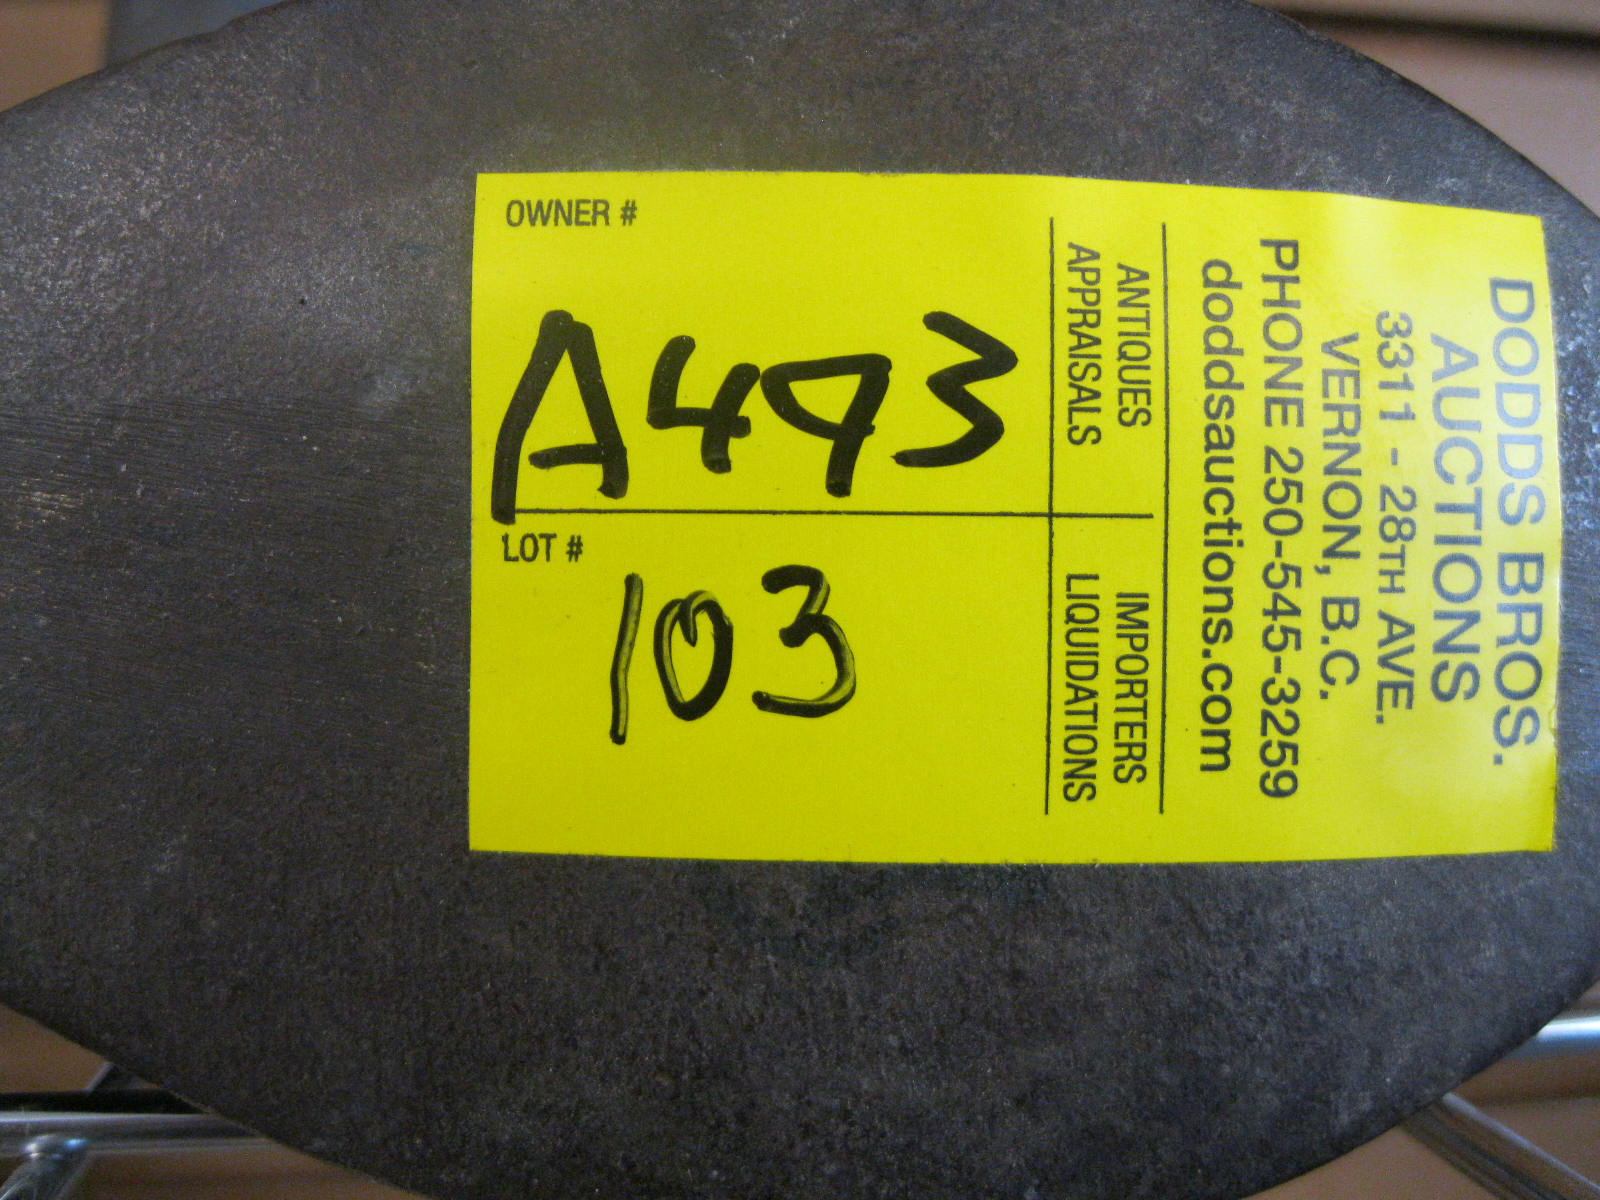 DODDS BROS.
AUCTIONS
3311 - 28TH AVE.
VERNON, B.C.
PHONE 250-545-3259
doddsauctions.com
ANTIQUES IMPORTERS
APPRAISALS LIQUIDATIONS
OWNER #
A493
LOT #
103